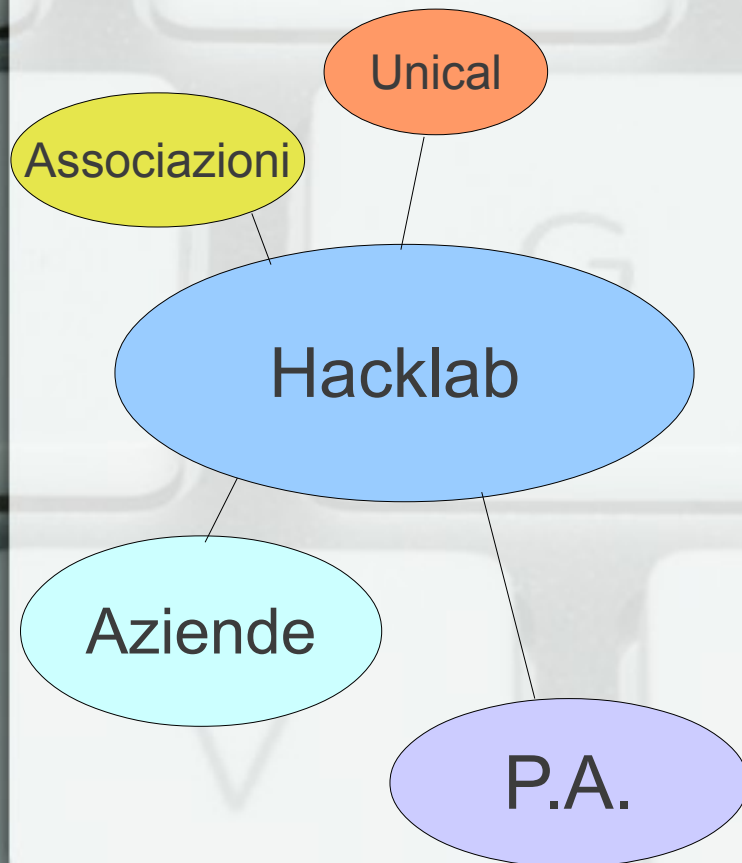 Unical
Associazioni
G
Hacklab
Aziende
V
P.A.